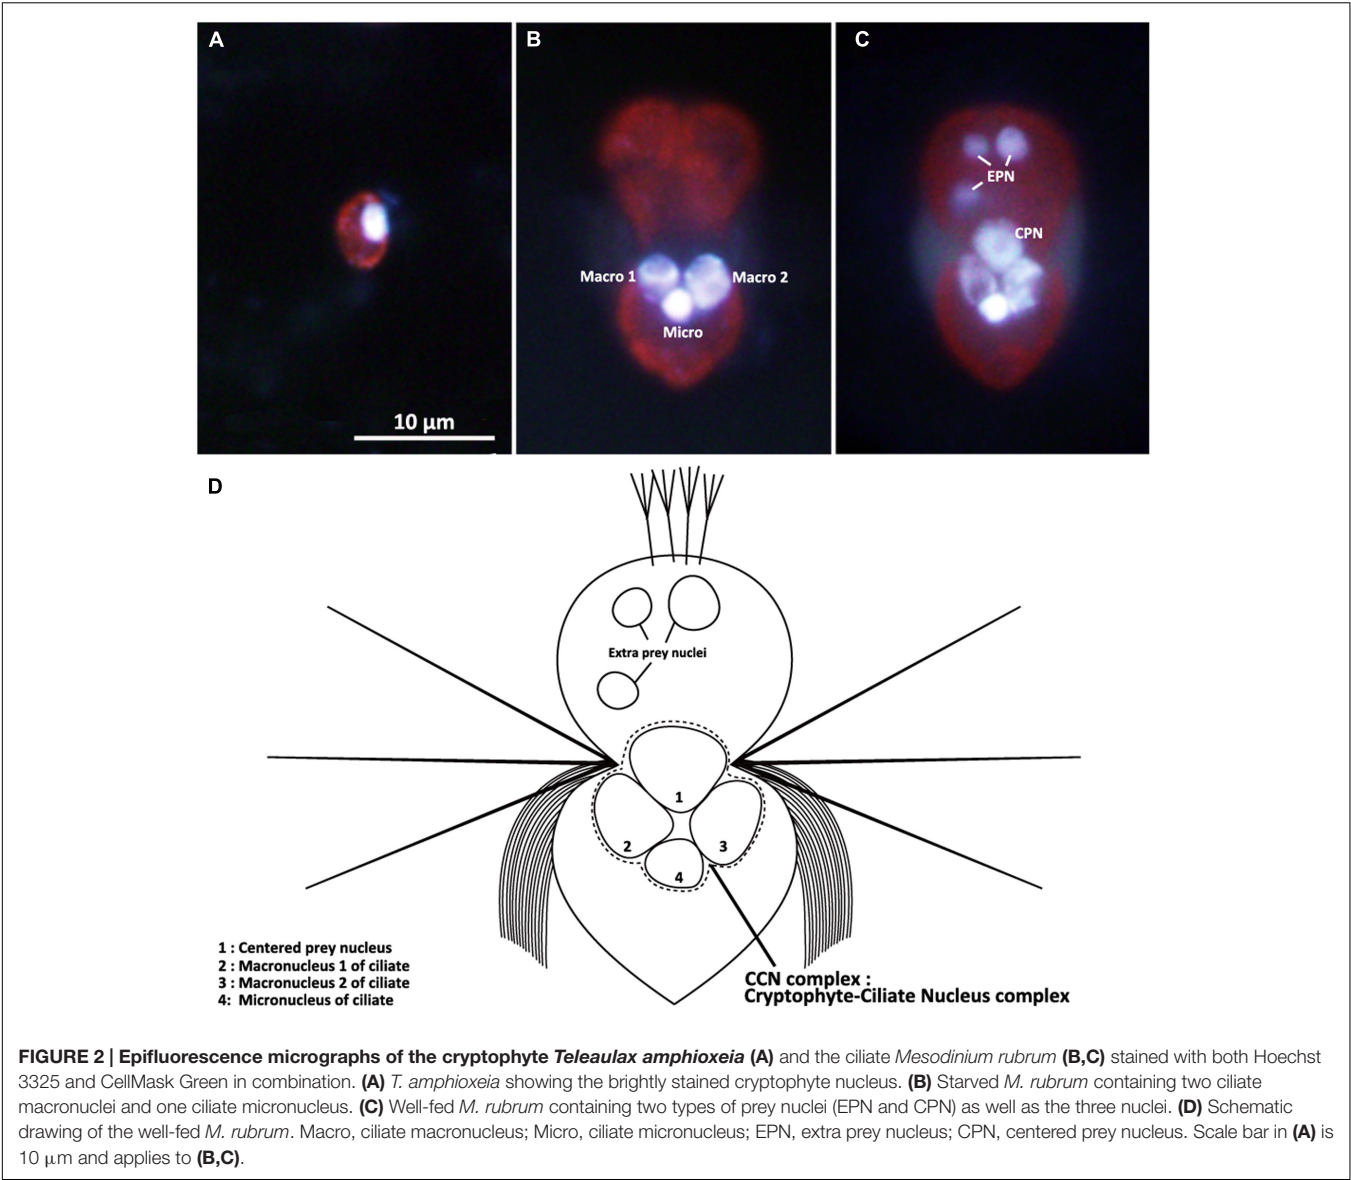 A
B
C
EPN
CPN
Macro 1
Macro 2
Micro
10 µm
D
Extra prey nuclei
1
2
3
4
1 : Centered prey nucleus
2 : Macronucleus 1 of ciliate
3 : Macronucleus 2 of ciliate
4: Micronucleus of ciliate
CCN complex :
Cryptophyte-Ciliate Nucleus complex
FIGURE 2 | Epifluorescence micrographs of the cryptophyte Teleaulax amphioxeia (A) and the ciliate Mesodinium rubrum (B,C) stained with both Hoechst
3325 and CellMask Green in combination. (A) T. amphioxeia showing the brightly stained cryptophyte nucleus. (B) Starved M. rubrum containing two ciliate
macronuclei and one ciliate micronucleus. (C) Well-fed M. rubrum containing two types of prey nuclei (EPN and CPN) as well as the three nuclei. (D) Schematic
drawing of the well-fed M. rubrum. Macro, ciliate macronucleus; Micro, ciliate micronucleus; EPN, extra prey nucleus; CPN, centered prey nucleus. Scale bar in (A) is
10 µm and applies to (B,C).